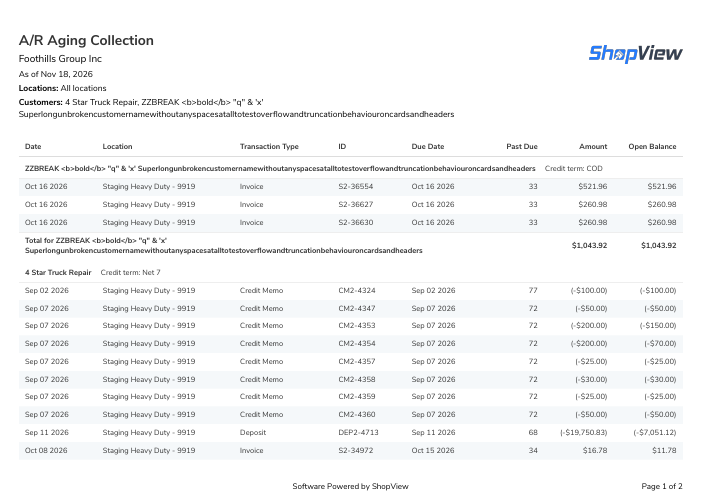 A/R Aging Collection
Foothills Group Inc
As of Nov 18, 2026
Locations: All locations
Customers: 4 Star Truck Repair, ZZBREAK <b>bold</b> "q" & 'x'
Superlongunbrokencustomernamewithoutanyspacesatalltotestoverflowandtruncationbehaviouroncardsandheaders
ShopView
Date Location Transaction Type ID Due Date Past Due Amount Open Balance
ZZBREAK <b>bold</b> "q" & 'x' Superlongunbrokencustomernamewithoutanyspacesatalltotestoverflowandtruncationbehaviouroncardsandheaders Credit term: COD
Oct 16 2026 Staging Heavy Duty - 9919 Invoice S2-36554 Oct 16 2026 33 $521.96 $521.96
Oct 16 2026 Staging Heavy Duty - 9919 Invoice S2-36627 Oct 16 2026 33 $260.98 $260.98
Oct 16 2026 Staging Heavy Duty - 9919 Invoice S2-36630 Oct 16 2026 33 $260.98 $260.98
Total for ZZBREAK <b>bold</b> "q" & 'x'
Superlongunbrokencustomernamewithoutanyspacesatalltotestoverflowandtruncationbehaviouroncardsandheaders $1,043.92 $1,043.92
4 Star Truck Repair Credit term: Net 7
Sep 02 2026 Staging Heavy Duty - 9919 Credit Memo CM2-4324 Sep 02 2026 77 (-$100.00) (-$100.00)
Sep 07 2026 Staging Heavy Duty - 9919 Credit Memo CM2-4347 Sep 07 2026 72 (-$50.00) (-$50.00)
Sep 07 2026 Staging Heavy Duty - 9919 Credit Memo CM2-4353 Sep 07 2026 72 (-$200.00) (-$150.00)
Sep 07 2026 Staging Heavy Duty - 9919 Credit Memo CM2-4354 Sep 07 2026 72 (-$200.00) (-$70.00)
Sep 07 2026 Staging Heavy Duty - 9919 Credit Memo CM2-4357 Sep 07 2026 72 (-$25.00) (-$25.00)
Sep 07 2026 Staging Heavy Duty - 9919 Credit Memo CM2-4358 Sep 07 2026 72 (-$30.00) (-$30.00)
Sep 07 2026 Staging Heavy Duty - 9919 Credit Memo CM2-4359 Sep 07 2026 72 (-$25.00) (-$25.00)
Sep 07 2026 Staging Heavy Duty - 9919 Credit Memo CM2-4360 Sep 07 2026 72 (-$50.00) (-$50.00)
Sep 11 2026 Staging Heavy Duty - 9919 Deposit DEP2-4713 Sep 11 2026 68 (-$19,750.83) (-$7,051.12)
Oct 08 2026 Staging Heavy Duty - 9919 Invoice S2-34972 Oct 15 2026 34 $16.78 $11.78
Software Powered by ShopView Page 1 of 2